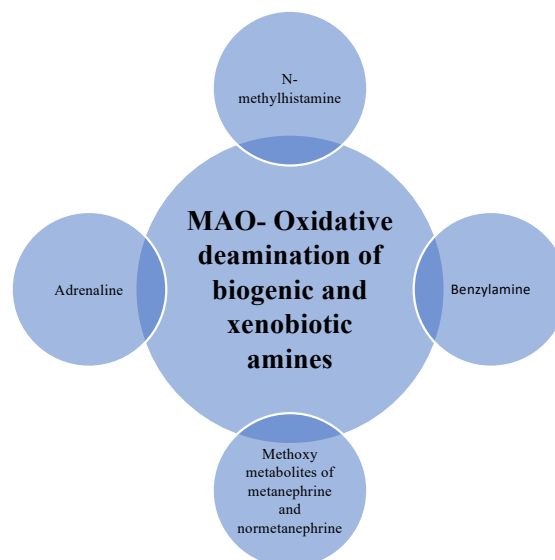 N-
methylhistamine
MAO- Oxidative
deamination of
biogenic and
xenobiotic
amines
Adrenaline
Benzylamine
Methoxy
metabolites of
metanephrine
and
normetanephrine